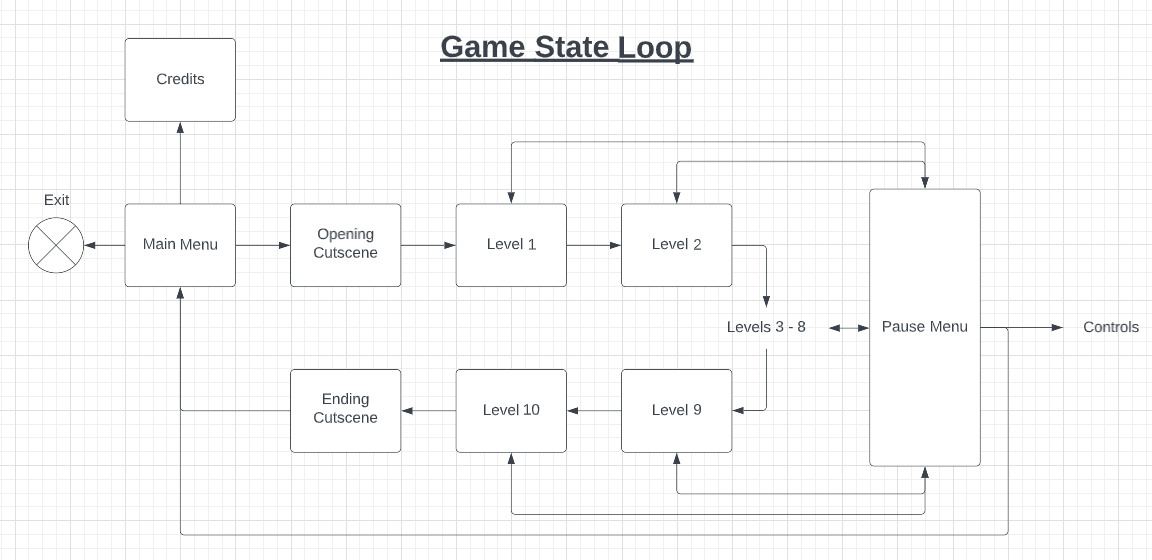 Game State Loop
Credits
Exit
Main Menu
Opening
Cutscene
Level 1
Level 2
Levels 3 - 8
Pause Menu
Controls
Ending
Cutscene
Level 10
Level 9